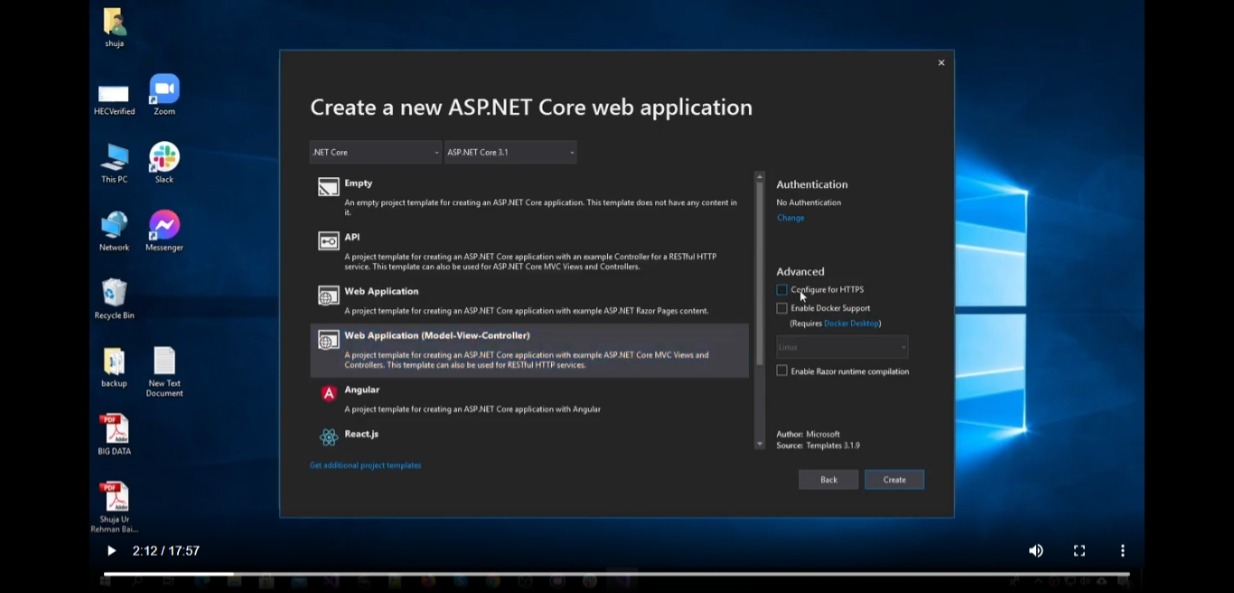 shuja
HECVerified
Zoom
This PC
Slack
Network
Messenger
Recycle Bin
backup
New Text
Document
PDF
Adobe
BIG DATA
PDF
Adobe
Shuja Ur
Rehman Bai...
Create a new ASP.NET Core web application
.NET Core
ASP.NET Core 3.1
Empty
An empty project template for creating an ASP.NET Core application. This template does not have any content in
it.
API
A project template for creating an ASP.NET Core application with an example Controller for a RESTful HTTP
service. This template can also be used for ASP.NET Core MVC Views and Controllers.
Web Application
A project template for creating an ASP.NET Core application with example ASP.NET Razor Pages content.
Web Application (Model-View-Controller)
A project template for creating an ASP.NET Core application with example ASP.NET Core MVC Views and
Controllers. This template can also be used for RESTful HTTP services.
Angular
A project template for creating an ASP.NET Core application with Angular
React.js
Get additional project templates
Authentication
No Authentication
Change
Advanced
Configure for HTTPS
Enable Docker Support
(Requires Docker Desktop)
Linux
Enable Razor runtime compilation
Author: Microsoft
Source: Templates 3.1.9
Back
Create
2:12 / 17:57